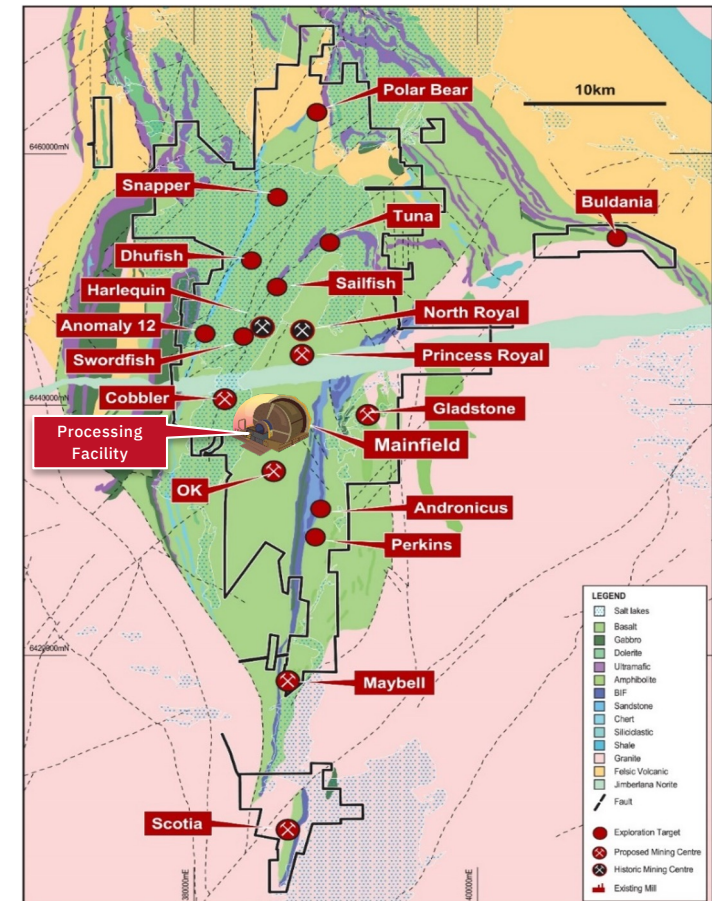 Polar Bear
10km
6460000mN
Snapper
Buldania
Tuna
Dhufish
Sailfish
Harlequin
North Royal
Anomaly 12
Princess Royal
Swordfish
Cobbler
6440000mN
Gladstone
Processing
Facility
Mainfield
OK
Andronicus
Perkins
LEGEND
Salt lakes
Basalt
Gabbro
Dolerite
Ultramafic
Amphibolite
BIF
Sandstone
Chert
Siliciclastic
Shale
Granite
Felsic Volcanic
Jimberlana Norite
Fault
Exploration Target
Proposed Mining Centre
Historic Mining Centre
Existing Mill
6420000mN
Maybell
Scotia
380000mE
400000mE